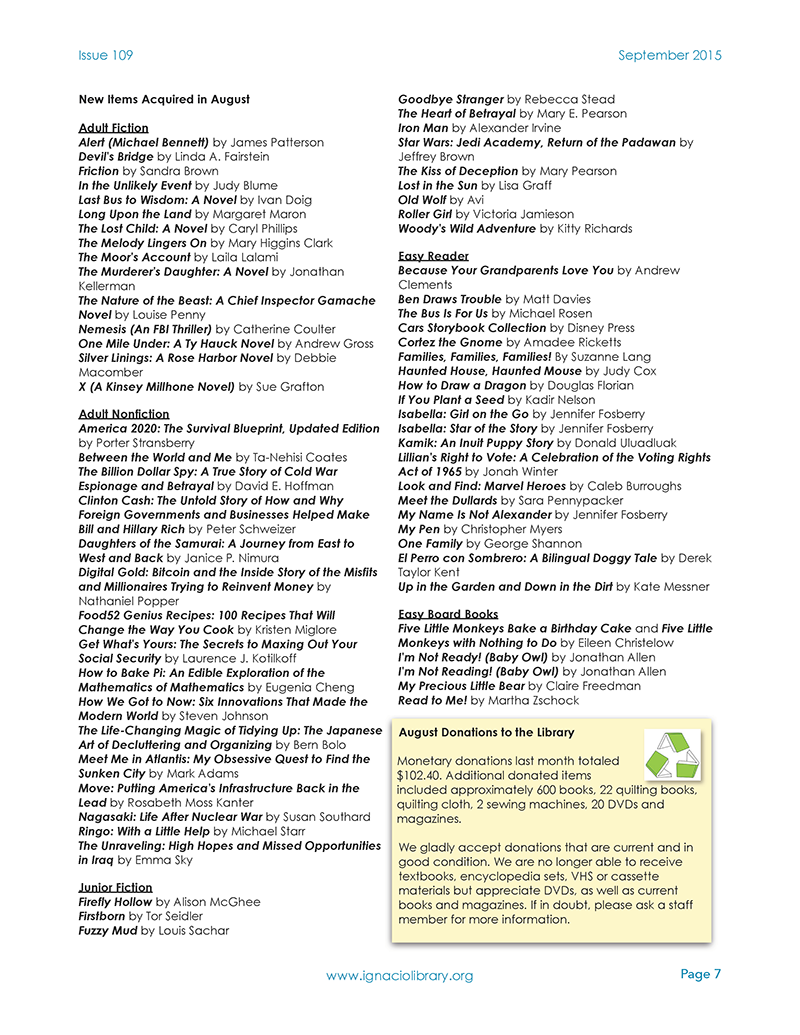 Issue 109
September 2015
New Items Acquired in August
Adult Fiction
Alert (Michael Bennett) by James Patterson
Devil's Bridge by Linda A. Fairstein
Friction by Sandra Brown
In the Unlikely Event by Judy Blume
Last Bus to Wisdom: A Novel by Ivan Doig
Long Upon the Land by Margaret Maron
The Lost Child: A Novel by Caryl Phillips
The Melody Lingers On by Mary Higgins Clark
The Moor's Account by Laila Lalami
The Murderer's Daughter: A Novel by Jonathan
Kellerman
The Nature of the Beast: A Chief Inspector Gamache
Novel by Louise Penny
Nemesis (An FBI Thriller) by Catherine Coulter
One Mile Under: A Ty Hauck Novel by Andrew Gross
Silver Linings: A Rose Harbor Novel by Debbie
Macomber
X (A Kinsey Millhone Novel) by Sue Grafton
Adult Nonfiction
America 2020: The Survival Blueprint, Updated Edition
by Porter Stransberry
Between the World and Me by Ta-Nehisi Coates
The Billion Dollar Spy: A True Story of Cold War
Espionage and Betrayal by David E. Hoffman
Clinton Cash: The Untold Story of How and Why
Foreign Governments and Businesses Helped Make
Bill and Hillary Rich by Peter Schweizer
Daughters of the Samurai: A Journey from East to
West and Back by Janice P. Nimura
Digital Gold: Bitcoin and the Inside Story of the Misfits
and Millionaires Trying to Reinvent Money by
Nathaniel Popper
Food52 Genius Recipes: 100 Recipes That Will
Change the Way You Cook by Kristen Miglore
Get What's Yours: The Secrets to Maxing Out Your
Social Security by Laurence J. Kotilkoff
How to Bake Pi: An Edible Exploration of the
Mathematics of Mathematics by Eugenia Cheng
How We Got to Now: Six Innovations That Made the
Modern World by Steven Johnson
The Life-Changing Magic of Tidying Up: The Japanese
Art of Decluttering and Organizing by Bern Bolo
Meet Me in Atlantis: My Obsessive Quest to Find the
Sunken City by Mark Adams
Move: Putting America's Infrastructure Back in the
Lead by Rosabeth Moss Kanter
Nagasaki: Life After Nuclear War by Susan Southard
Ringo: With a Little Help by Michael Starr
The Unraveling: High Hopes and Missed Opportunities
in Iraq by Emma Sky
Junior Fiction
Firefly Hollow by Alison McGhee
Firstborn by Tor Seidler
Fuzzy Mud by Louis Sachar
Goodbye Stranger by Rebecca Stead
The Heart of Betrayal by Mary E. Pearson
Iron Man by Alexander Irvine
Star Wars: Jedi Academy, Return of the Padawan by
Jeffrey Brown
The Kiss of Deception by Mary Pearson
Lost in the Sun by Lisa Graff
Old Wolf by Avi
Roller Girl by Victoria Jamieson
Woody's Wild Adventure by Kitty Richards
Easy Reader
Because Your Grandparents Love You by Andrew
Clements
Ben Draws Trouble by Matt Davies
The Bus Is For Us by Michael Rosen
Cars Storybook Collection by Disney Press
Cortez the Gnome by Amadee Ricketts
Families, Families, Families! By Suzanne Lang
Haunted House, Haunted Mouse by Judy Cox
How to Draw a Dragon by Douglas Florian
If You Plant a Seed by Kadir Nelson
Isabella: Girl on the Go by Jennifer Fosberry
Isabella: Star of the Story by Jennifer Fosberry
Kamik: An Inuit Puppy Story by Donald Uluadluak
Lillian's Right to Vote: A Celebration of the Voting Rights
Act of 1965 by Jonah Winter
Look and Find: Marvel Heroes by Caleb Burroughs
Meet the Dullards by Sara Pennypacker
My Name Is Not Alexander by Jennifer Fosberry
My Pen by Christopher Myers
One Family by George Shannon
El Perro con Sombrero: A Bilingual Doggy Tale by Derek
Taylor Kent
Up in the Garden and Down in the Dirt by Kate Messner
Easy Board Books
Five Little Monkeys Bake a Birthday Cake and Five Little
Monkeys with Nothing to Do by Eileen Christelow
I'm Not Ready! (Baby Owl) by Jonathan Allen
I'm Not Reading! (Baby Owl) by Jonathan Allen
My Precious Little Bear by Claire Freedman
Read to Me! by Martha Zschock
August Donations to the Library
Monetary donations last month totaled
$102.40. Additional donated items
included approximately 600 books, 22 quilting books,
quilting cloth, 2 sewing machines, 20 DVDs and
magazines.
We gladly accept donations that are current and in
good condition. We are no longer able to receive
textbooks, encyclopedia sets, VHS or cassette
materials but appreciate DVDs, as well as current
books and magazines. If in doubt, please ask a staff
member for more information.
www.ignaciolibrary.org
Page 7